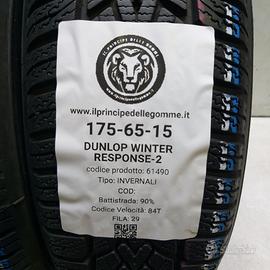 IL PRINCIPE DELLE GOMME
www.ilprincipedellegomme.it
175-65-15
DUNLOP WINTER
RESPONSE-2
codice prodotto: 61490
Tipo: INVERNALI
COD:
Battistrada: 90%
Codice Velocità: 84T
FILA: 29